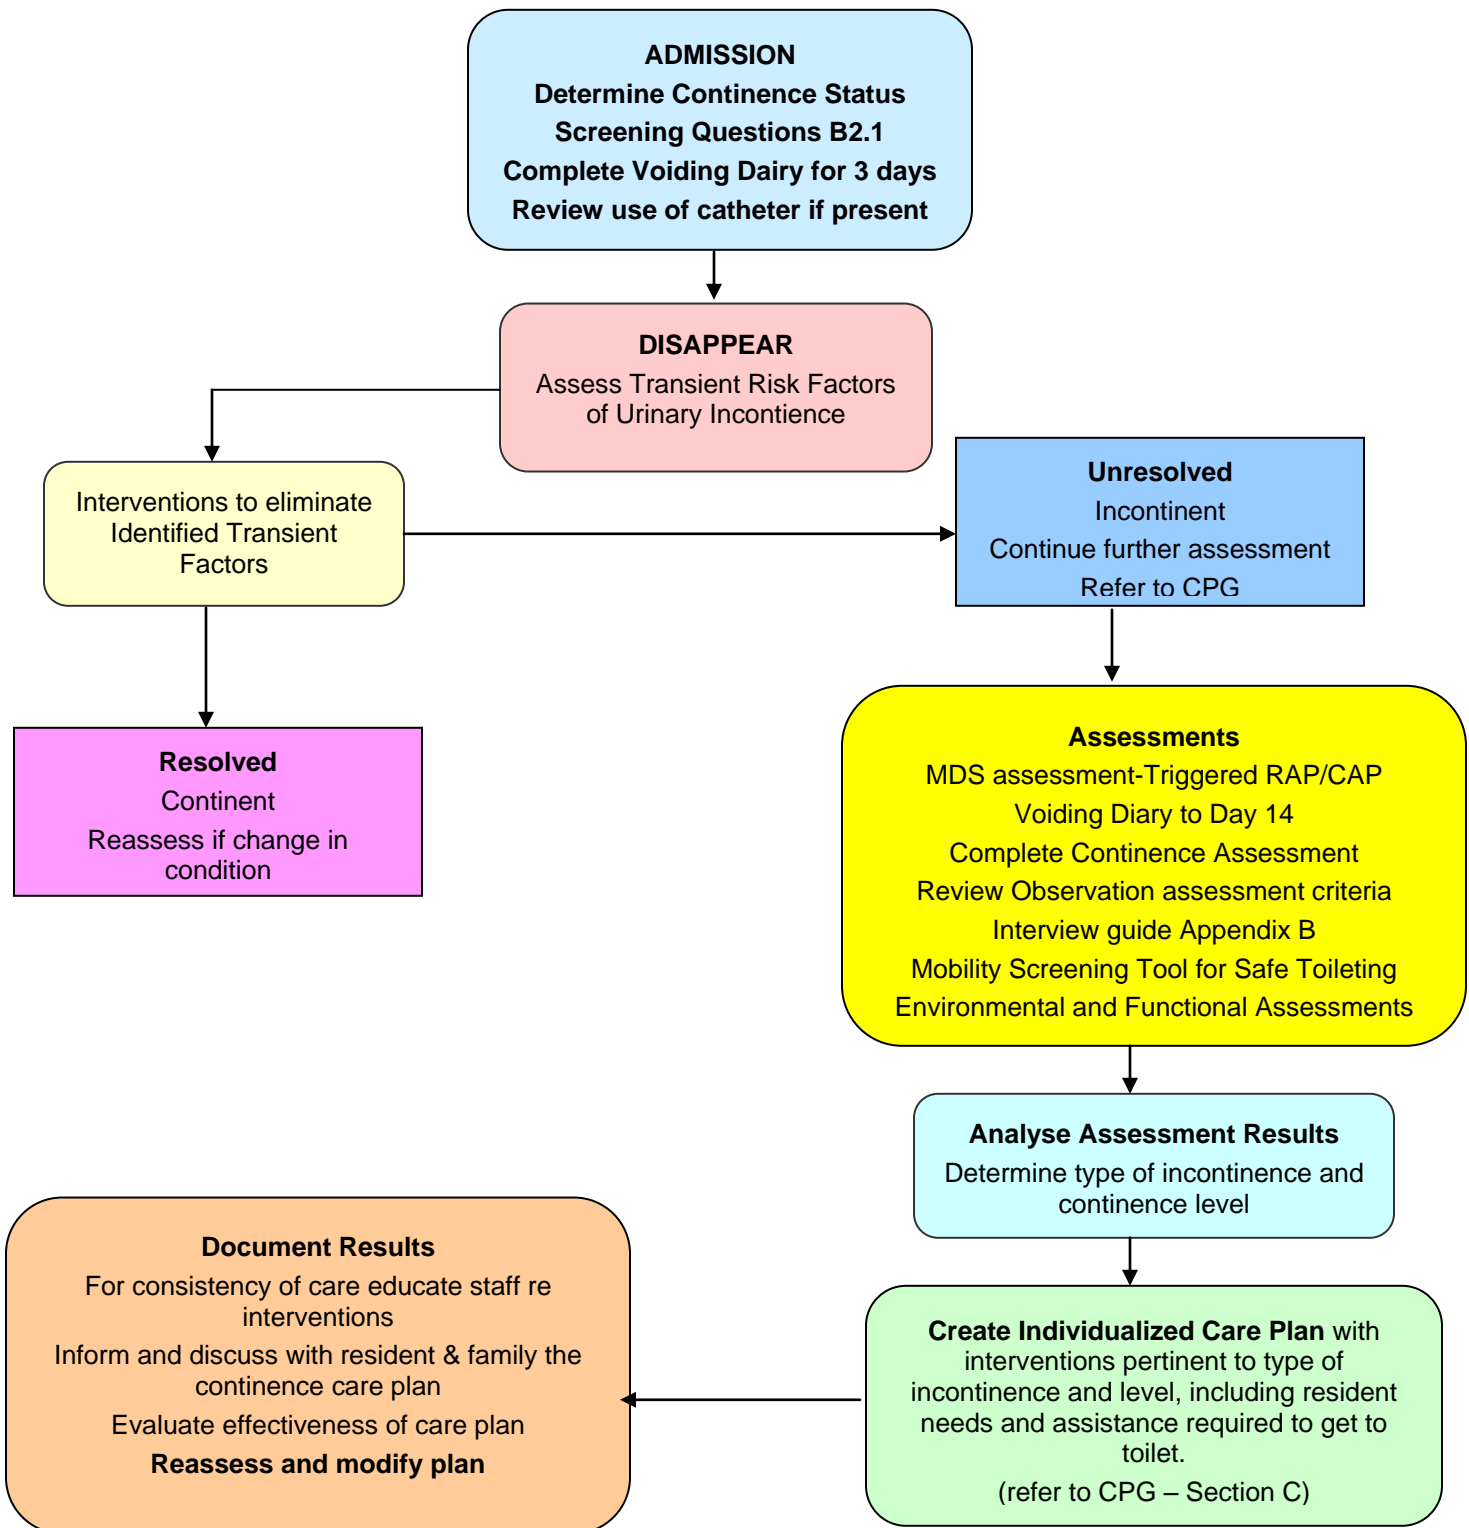 ADMISSION
Determine Continence Status
Screening Questions B2.1
Complete Voiding Dairy for 3 days
Review use of catheter if present
DISAPPEAR
Assess Transient Risk Factors
of Urinary Incontience
Interventions to eliminate
Identified Transient
Factors
Unresolved
Incontinent
Continue further assessment
Refer to CPG
Resolved
Continent
Reassess if change in
condition
Assessments
MDS assessment-Triggered RAP/CAP
Voiding Diary to Day 14
Complete Continence Assessment
Review Observation assessment criteria
Interview guide Appendix B
Mobility Screening Tool for Safe Toileting
Environmental and Functional Assessments
Analyse Assessment Results
Determine type of incontinence and
continence level
Create Individualized Care Plan with
interventions pertinent to type of
incontinence and level, including resident
needs and assistance required to get to
toilet.
(refer to CPG – Section C)
Document Results
For consistency of care educate staff re
interventions
Inform and discuss with resident & family the
continence care plan
Evaluate effectiveness of care plan
Reassess and modify plan